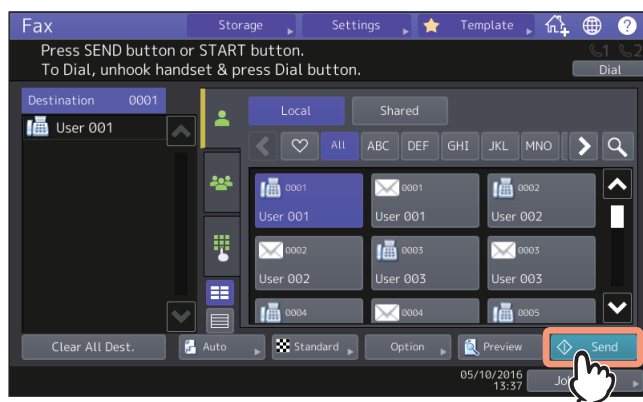 Fax
Storage
Settings
Template
?
Press SEND button or START button.
To Dial, unhook handset & press Dial button.
1
2
Dial
Destination 0001
User 001
Local
Shared
All
ABC
DEF
GHI
JKL
MNO
0001
User 001
0001
User 001
0002
User 002
0002
User 002
0003
User 003
0003
User 003
0004
0004
0005
Clear All Dest.
Auto
Standard
Option
Preview
Send
05/10/2016
13:37